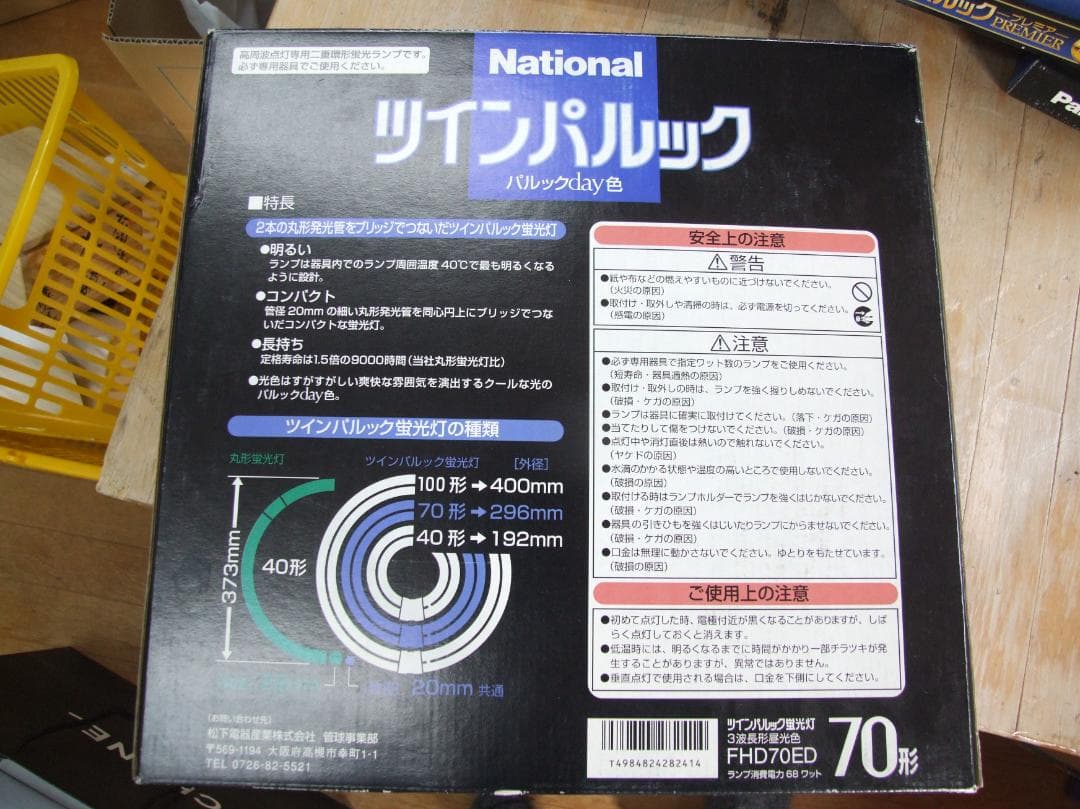 高周波点灯専用二重環形蛍光ランプです。
必ず専用器具でご使用ください。
National
ツインパルック
パルックday色
プレミア
PREMIER
Pa
■特長
2本の丸形発光管をブリッジでつないだツインパルック蛍光灯
●明るい
ランプは器具内でのランプ周囲温度40℃で最も明るくなる
ように設計。
●コンパクト
管径20mmの細い丸形発光管を同心円上にブリッジでつな
いだコンパクトな蛍光灯。
●長持ち
定格寿命は1.5倍の9000時間(当社丸形蛍光灯比)
●光色はすがすがしい爽快な雰囲気を演出するクールな光の
パルックday色。
ツインパルック蛍光灯の種類
丸形蛍光灯
ツインパルック蛍光灯
[外径]
100形→400mm
70形→296mm
40形→192mm
40形
373mm
20mm 共通
(お問い合わせ先)
松下電器産業株式会社 管球事業部
〒569-1194 大阪府高槻市幸町1-1
TEL 0726-82-5521
安全上の注意
警告
●紙や布などの燃えやすいものに近づけないでください。
(火災の原因)
●取付け・取外しや清掃の時は、必ず電源を切ってください。
(感電の原因)
注意
●必ず専用器具で指定ワット数のランプをご使用ください。
(短寿命・器具過熱の原因)
●取付け・取外しの時は、ランプを強く握りしめないでください。
(破損・ケガの原因)
●ランプは器具に確実に取付けてください。(落下・ケガの原因)
●当てたりして傷をつけないでください。(破損・ケガの原因)
●点灯中や消灯直後は熱いので触れないでください。
(ヤケドの原因)
●水滴のかかる状態や湿度の高いところで使用しないでください。
(破損の原因)
●取付ける時はランプホルダーでランプを強くはじかないでください。
(破損・ケガの原因)
●器具の引きひもを強くはじいたりランプにからませないでください。
(破損・ケガの原因)
●口金は無理に動かさないでください。ゆとりをもたせています。
(破損の原因)
ご使用上の注意
●初めて点灯した時、電極付近が黒くなることがありますが、しば
らく点灯しておくと消えます。
●低温時には、明るくなるまでに時間がかかり一部チラツキが発
生することがありますが、異常ではありません。
●垂直点灯で使用される場合は、口金を下側にしてください。
T4984824282414
ツインパルック蛍光灯
3波長形昼光色
FHD70ED
ランプ消費電力68ワット
70形